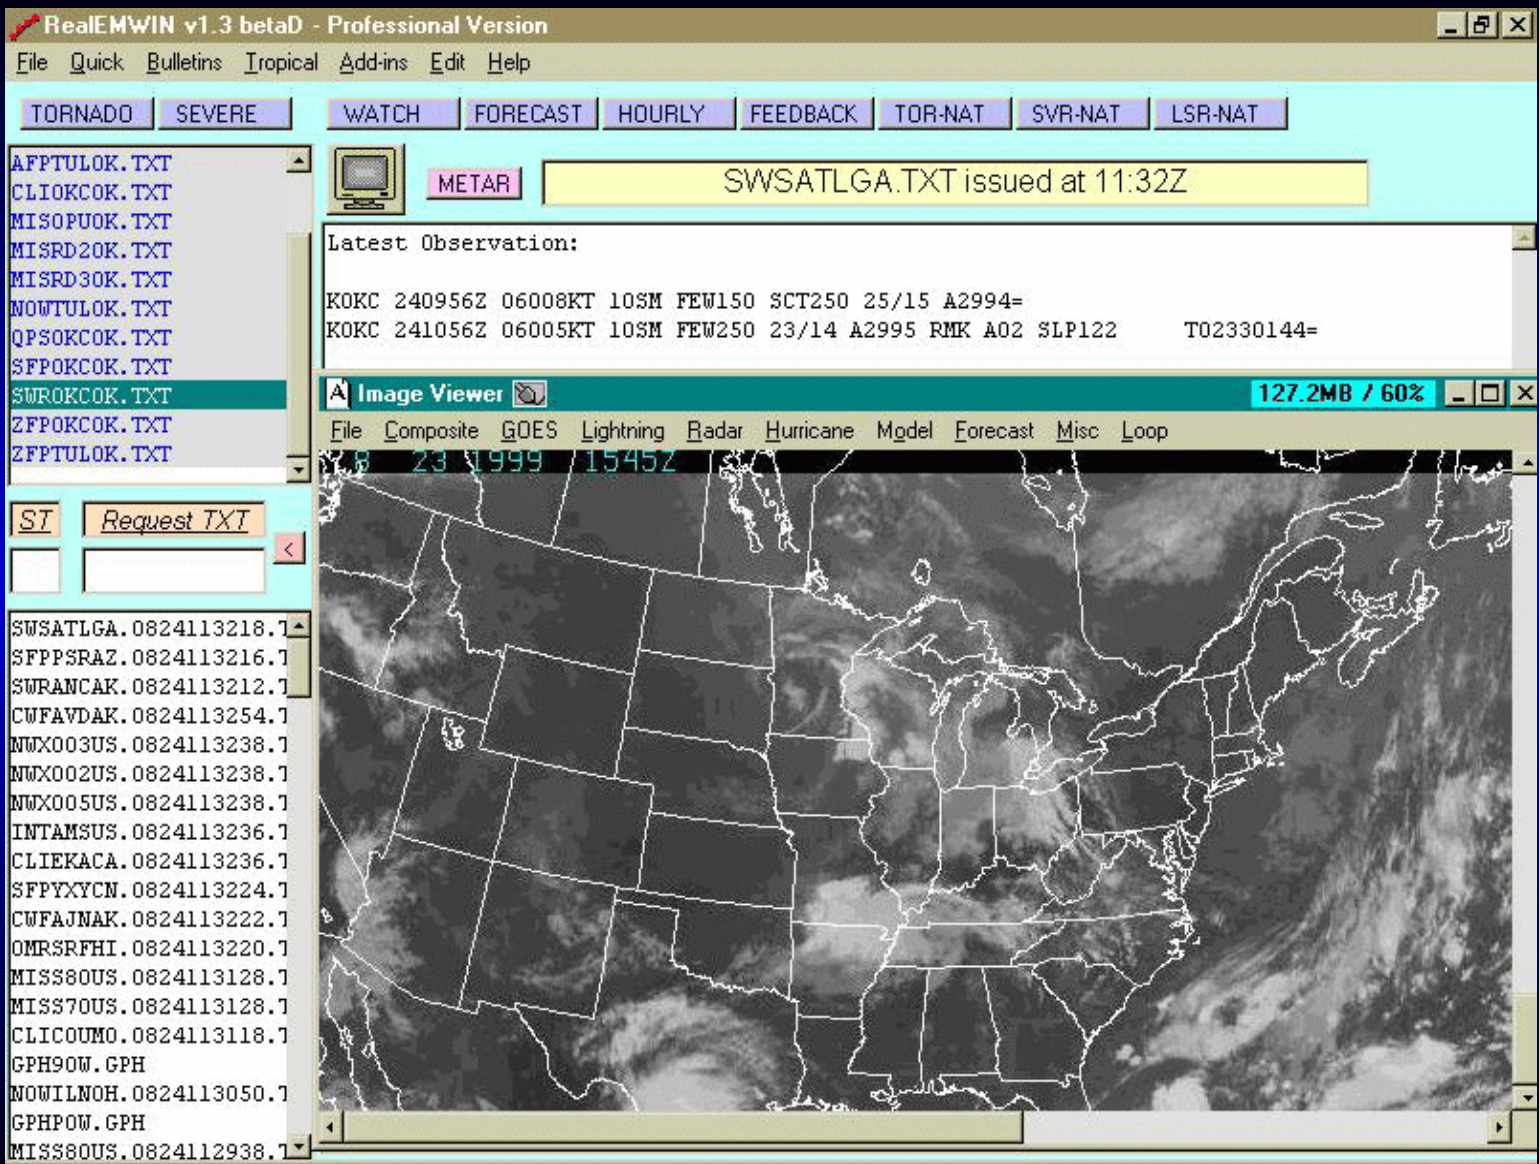 RealEMWIN v1.3 betaD - Professional Version
File Quick Bulletins Tropical Add-ins Edit Help
TORNADO SEVERE WATCH FORECAST HOURLY FEEDBACK TOR-NAT SVR-NAT LSR-NAT
AFPTULOK.TXT
CLIOKCOK.TXT
MISOPUOK.TXT
MISRD2OK.TXT
MISRD3OK.TXT
NOWTULOK.TXT
QPSOKCOK.TXT
SFPOKCOK.TXT
SWROKCOK.TXT
ZFPOKCOK.TXT
ZFPTULOK.TXT
METAR
SWSATLGA.TXT issued at 11:32Z
Latest Observation:
KOKC 240956Z 06008KT 10SM FEW150 SCT250 25/15 A2994=
KOKC 241056Z 06005KT 10SM FEW250 23/14 A2995 RMK AO2 SLP122 T02330144=
Image Viewer
127.2MB / 60%
File Composite GOES Lightning Radar Hurricane Model Forecast Misc Loop
8 23 1999 1545Z
ST Request TXT
<
SWSATLGA.0824113218.T
SFPPSRAZ.0824113216.T
SWRANCAK.0824113212.T
CWFAVDAK.0824113254.T
NWX003US.0824113238.T
NWX002US.0824113238.T
NWX005US.0824113238.T
INTAMSUS.0824113236.T
CLIEKACA.0824113236.T
SFPYXYCN.0824113224.T
CWFAJNAK.0824113222.T
OMRSRFHI.0824113220.T
MISS80US.0824113128.T
MISS70US.0824113128.T
CLICOUMO.0824113118.T
GPH90W.GPH
NOWILNOH.0824113050.T
GPHP0W.GPH
MISS80US.0824112938.T